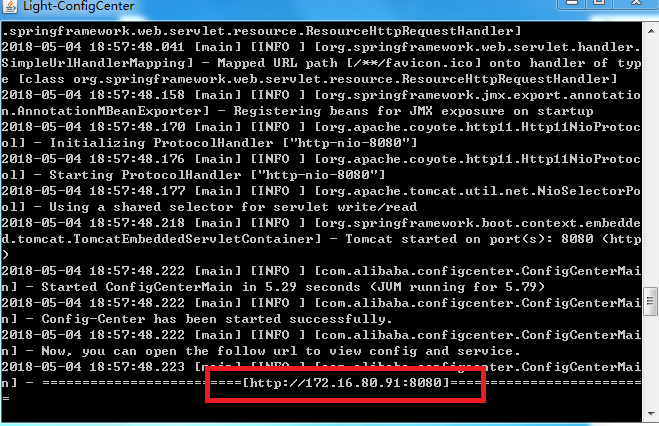 Light-ConfigCenter
.springframework.web.servlet.resource.ResourceHttpRequestHandler]
2018-05-04 18:57:48.041 [main] [INFO ] [org.springframework.web.servlet.handler.
SimpleUrlHandlerMapping] - Mapped URL path [/**/favicon.ico] onto handler of typ
e [class org.springframework.web.servlet.resource.ResourceHttpRequestHandler]
2018-05-04 18:57:48.158 [main] [INFO ] [org.springframework.jmx.export.annotatio
n.AnnotationMBeanExporter] - Registering beans for JMX exposure on startup
2018-05-04 18:57:48.170 [main] [INFO ] [org.apache.coyote.http11.Http11NioProtoc
ol] - Initializing ProtocolHandler ["http-nio-8080"]
2018-05-04 18:57:48.176 [main] [INFO ] [org.apache.coyote.http11.Http11NioProtoc
ol] - Starting ProtocolHandler ["http-nio-8080"]
2018-05-04 18:57:48.177 [main] [INFO ] [org.apache.tomcat.util.net.NioSelectorPo
ol] - Using a shared selector for servlet write/read
2018-05-04 18:57:48.218 [main] [INFO ] [org.springframework.boot.context.embedde
d.tomcat.TomcatEmbeddedServletContainer] - Tomcat started on port(s): 8080 (http
)
2018-05-04 18:57:48.222 [main] [INFO ] [com.alibaba.configcenter.ConfigCenterMai
n] - Started ConfigCenterMain in 5.29 seconds (JVM running for 5.79)
2018-05-04 18:57:48.222 [main] [INFO ] [com.alibaba.configcenter.ConfigCenterMai
n] - Config-Center has been started successfully.
2018-05-04 18:57:48.222 [main] [INFO ] [com.alibaba.configcenter.ConfigCenterMai
n] - Now, you can open the follow url to view config and service.
2018-05-04 18:57:48.223 [main] [INFO ] [com.alibaba.configcenter.ConfigCenterMai
n] - =========================[http://172.16.80.91:8080]========================
=